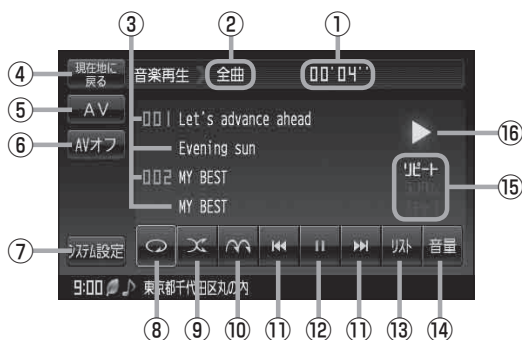 ③ ② ①
④ 現在地に戻る 音楽再生 全曲 00'04''
⑤ AV
001 Let's advance ahead
⑥ AVオフ
Evening sun
⑯
002 MY BEST
リピート
⑮
MY BEST
⑦ システム設定
リスト 音量
9:00 東京都千代田区丸の内
⑧ ⑨ ⑩ ⑪ ⑫ ⑪ ⑬ ⑭